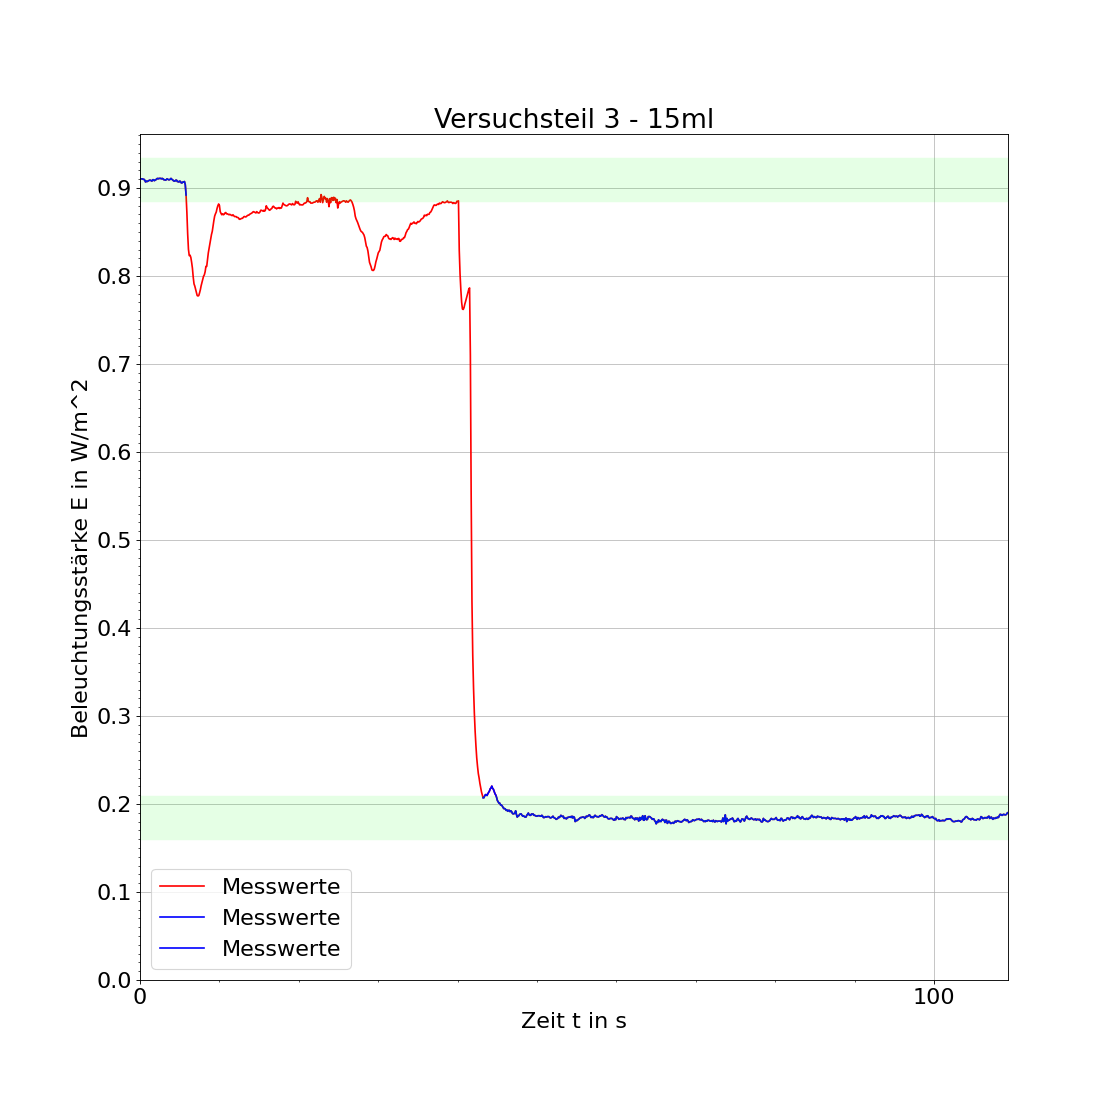 Versuchsteil 3 - 15ml
Beleuchtungsstärke E in W/m^2
0.9
0.8
0.7
0.6
0.5
0.4
0.3
0.2
0.1
0.0
Messwerte
Messwerte
Messwerte
0 100
Zeit t in s